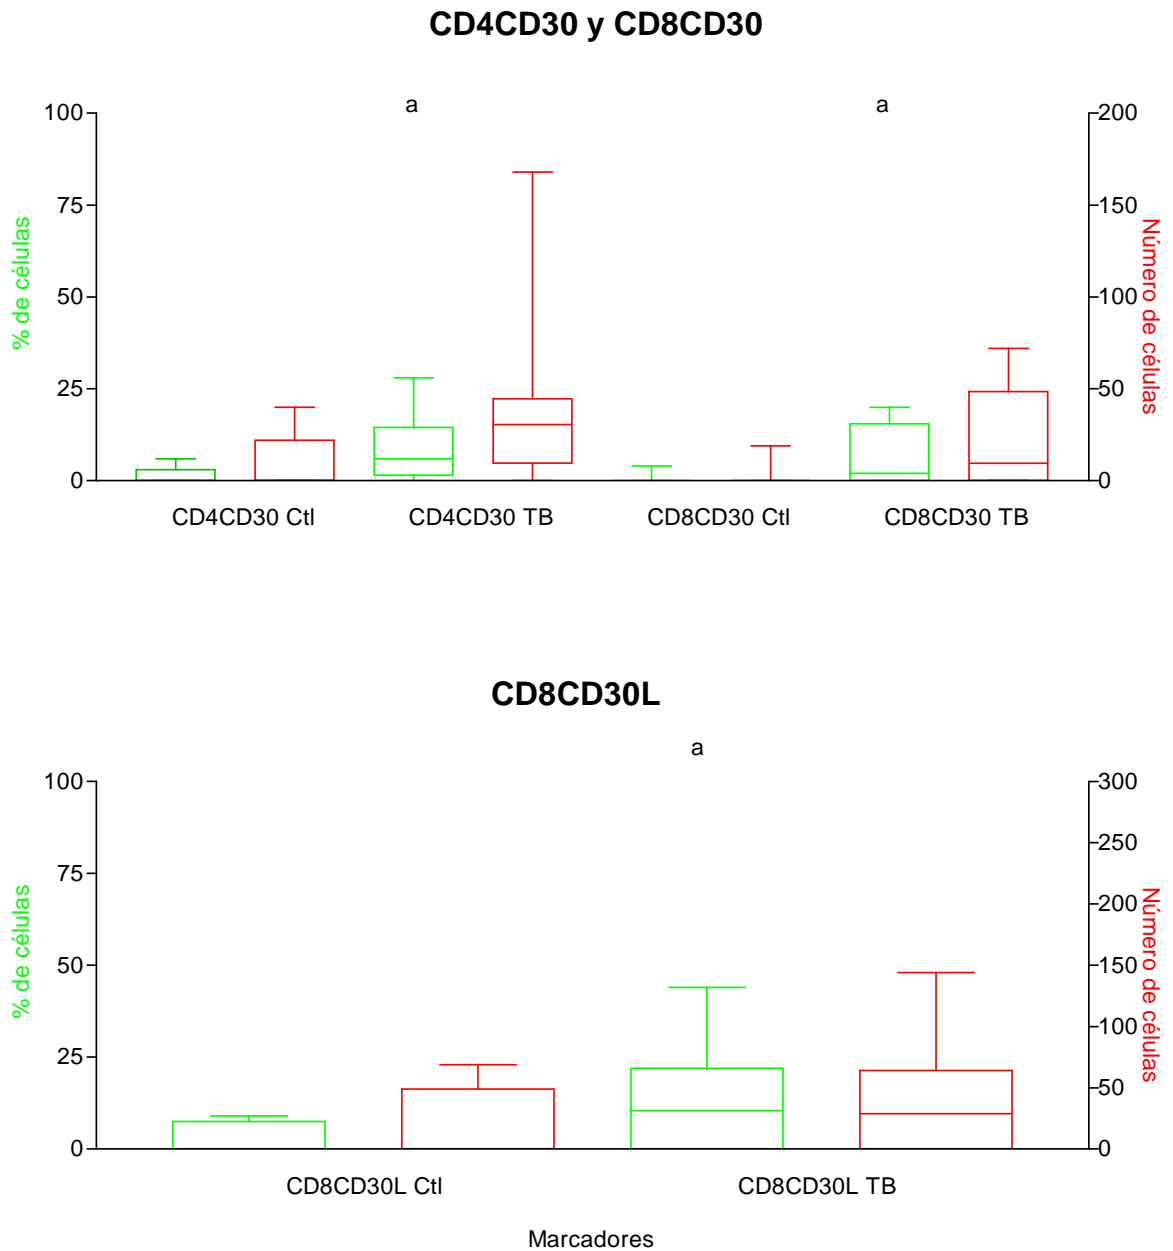 CD4CD30 y CD8CD30
a a
100 200
75 150
50 100
25 50
0 0
% de células
Número de células
CD4CD30 Ctl CD4CD30 TB CD8CD30 Ctl CD8CD30 TB
CD8CD30L
a
100 300
250
75
200
50 150
100
25
50
0 0
% de células
Número de células
CD8CD30L Ctl CD8CD30L TB
Marcadores